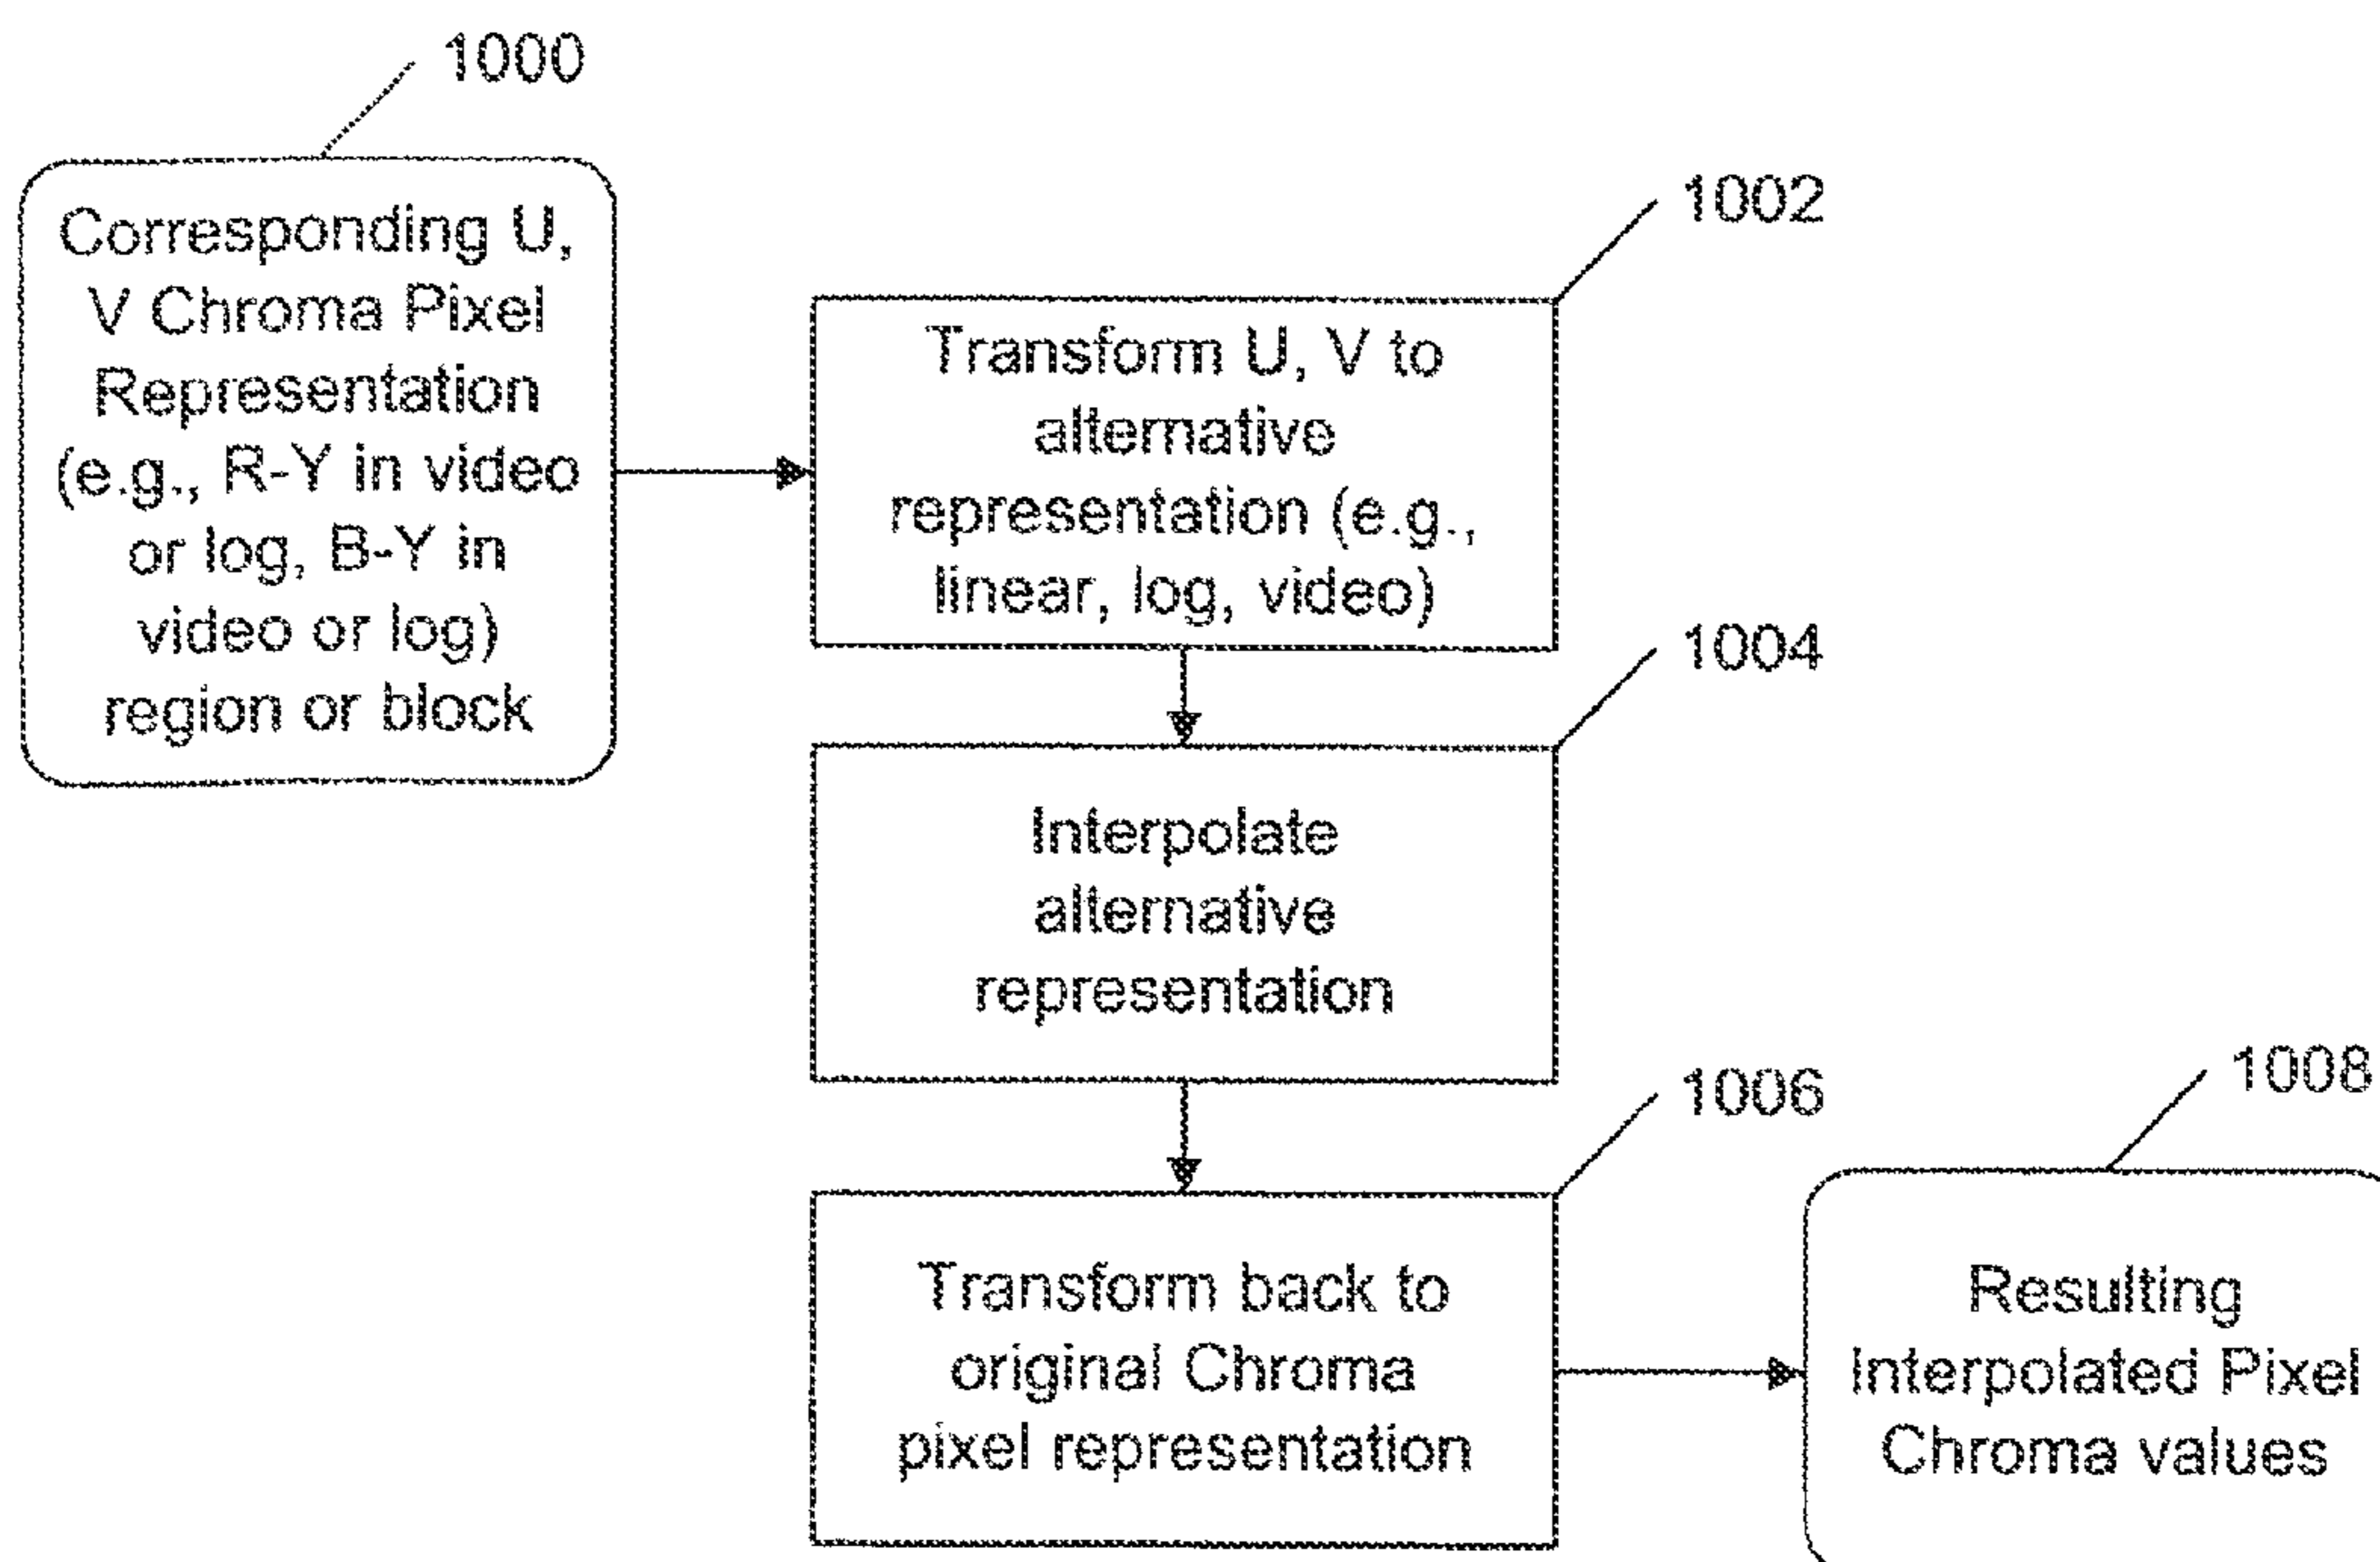 1000
Corresponding U,
V Chroma Pixel
Representation
(e.g., R-Y in video
or log, B-Y in
video or log)
region or block
1002
Transform U, V to
alternative
representation (e.g.,
linear, log, video)
1004
Interpolate
alternative
representation
1006
Transform back to
original Chroma
pixel representation
1008
Resulting
Interpolated Pixel
Chroma values